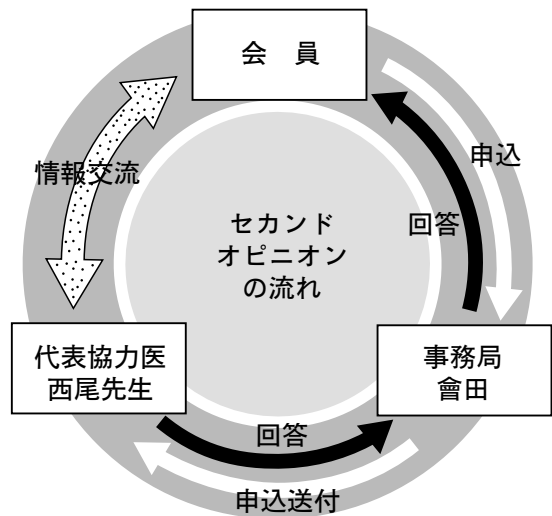 会　員
申込
情報交流
回答
セカンド
オピニオン
の流れ
代表協力医
西尾先生
事務局
會田
回答
申込送付